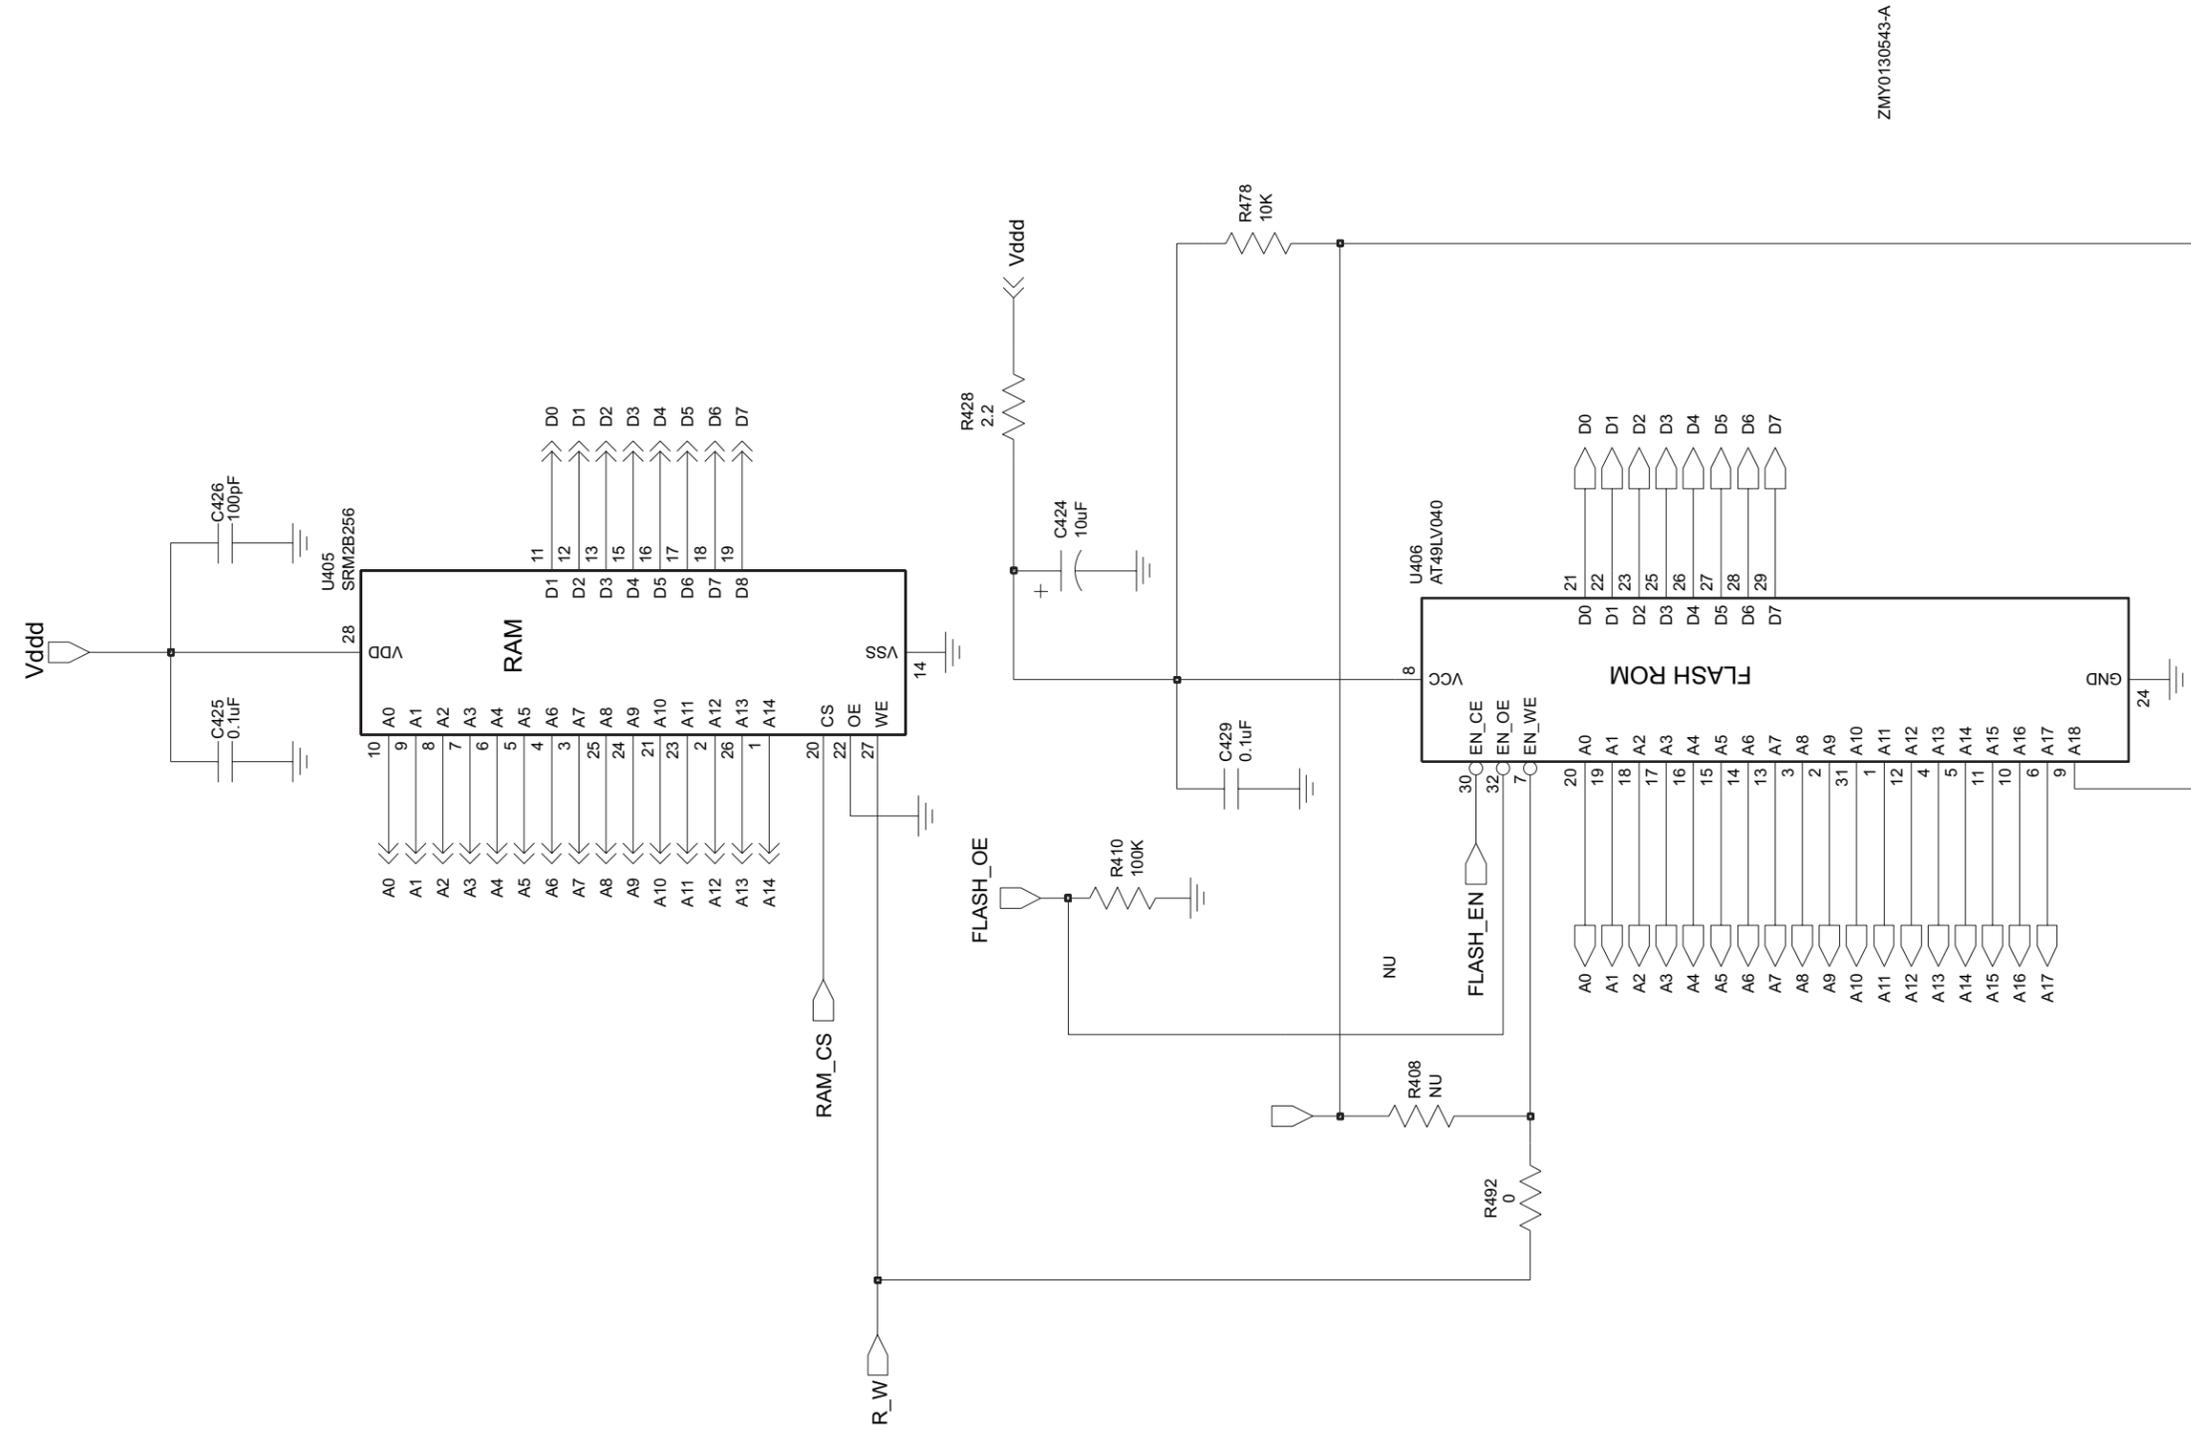 ZMY0130543-A
Vddd
C426
100pF
C425
0.1uF
U405
SRM2B256
28
VDD
RAM
VSS
14
10 A0
9 A1
8 A2
7 A3
6 A4
5 A5
4 A6
3 A7
25 A8
24 A9
21 A10
23 A11
2 A12
26 A13
1 A14
20 CS
22 OE
27 WE
D1 11 D0
D2 12 D1
D3 13 D2
D4 15 D3
D5 16 D4
D6 17 D5
D7 18 D6
D8 19 D7
A0
A1
A2
A3
A4
A5
A6
A7
A8
A9
A10
A11
A12
A13
A14
RAM_CS
R_W
Vddd
R428
2.2
C424
10uF
+
R478
10K
C429
0.1uF
FLASH_OE
R410
100K
NU
FLASH_EN
R408
NU
R492
0
U406
AT49LV040
8
VCC
FLASH ROM
GND
24
30 EN_CE
32 EN_OE
7 EN_WE
20 A0
19 A1
18 A2
17 A3
16 A4
15 A5
14 A6
13 A7
3 A8
2 A9
31 A10
1 A11
12 A12
4 A13
5 A14
11 A15
10 A16
6 A17
9 A18
D0 21 D0
D1 22 D1
D2 23 D2
D3 25 D3
D4 26 D4
D5 27 D5
D6 28 D6
D7 29 D7
A0
A1
A2
A3
A4
A5
A6
A7
A8
A9
A10
A11
A12
A13
A14
A15
A16
A17